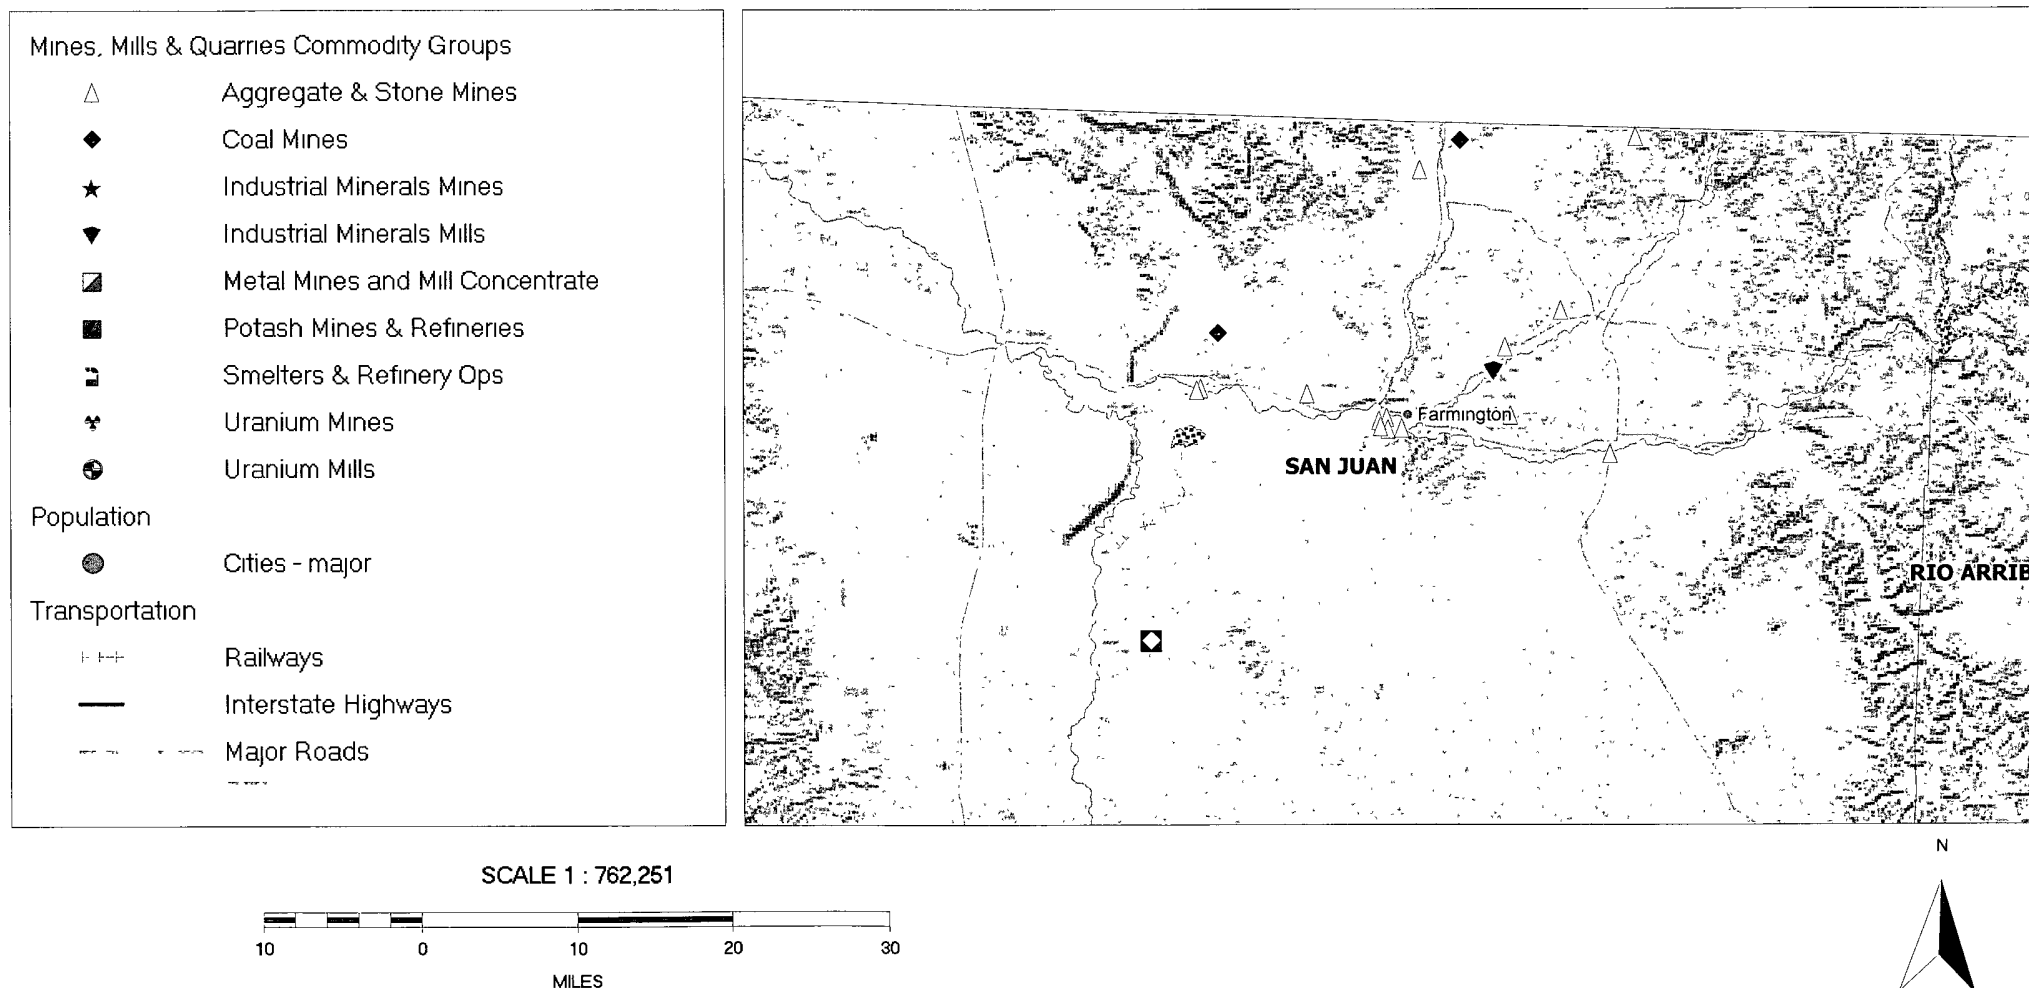 Mines, Mills & Quarries Commodity Groups
Aggregate & Stone Mines
Coal Mines
Industrial Minerals Mines
Industrial Minerals Mills
Metal Mines and Mill Concentrate
Potash Mines & Refineries
Smelters & Refinery Ops
Uranium Mines
Uranium Mills
Population
Cities - major
Transportation
Railways
Interstate Highways
Major Roads
Farmington
SAN JUAN
RIO ARRIB
SCALE 1 : 762,251
10 0 10 20 30
MILES
N